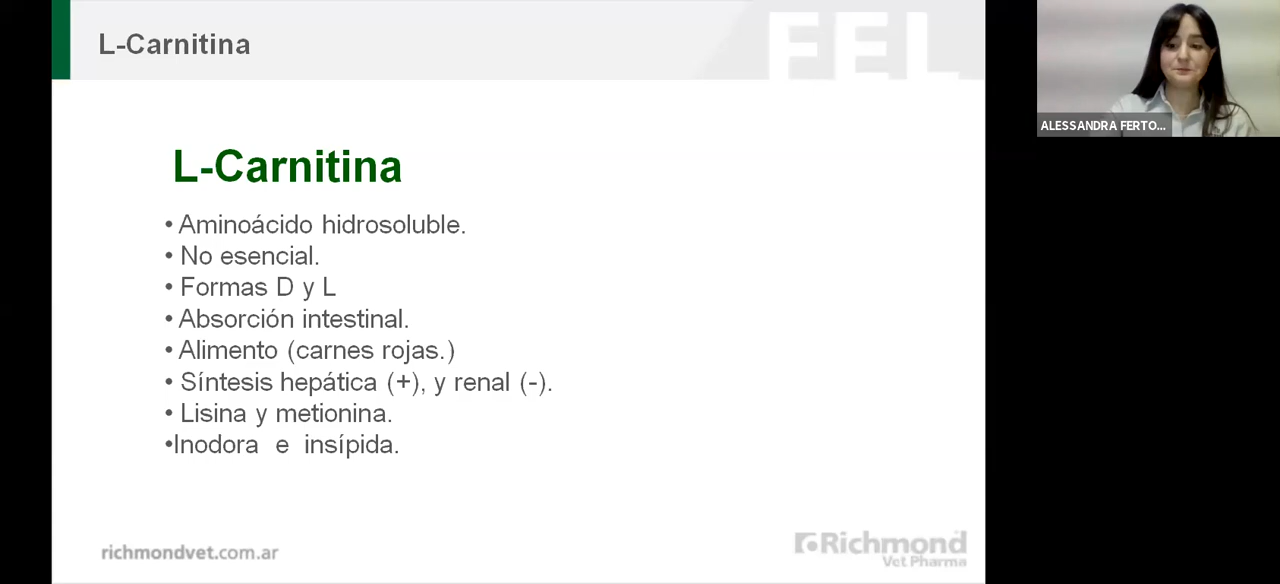 L-Carnitina
FEL
ALESSANDRA FERTO...
L-Carnitina
• Aminoácido hidrosoluble.
• No esencial.
• Formas D y L
• Absorción intestinal.
• Alimento (carnes rojas.)
• Síntesis hepática (+), y renal (-).
• Lisina y metionina.
•Inodora e insípida.
richmondvet.com.ar
Richmond
Vet Pharma